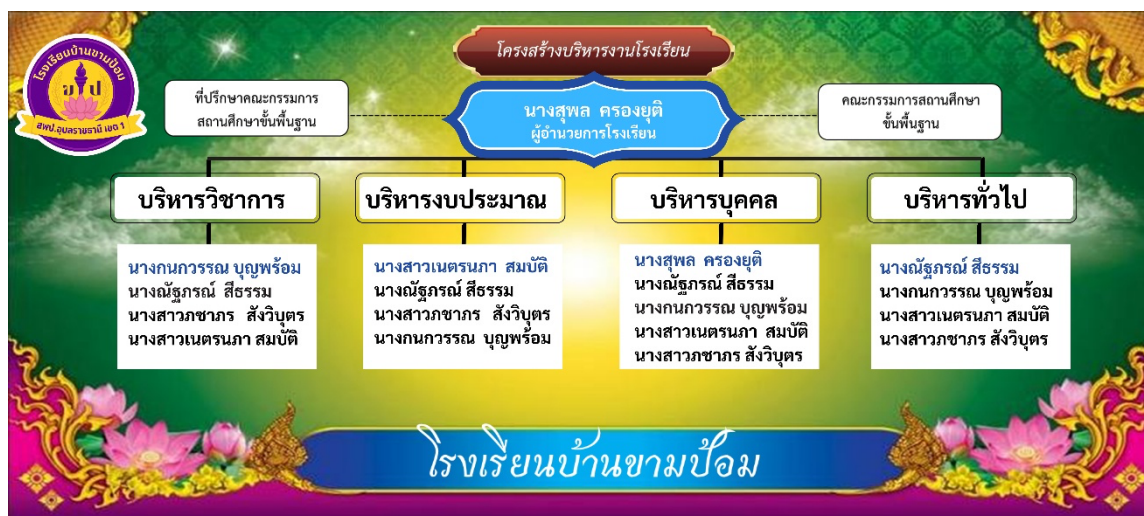 โรงเรียนบ้านขามป้อม
ข ป
สพป.อุบลราชธานี เขต 1
โครงสร้างบริหารงานโรงเรียน
ที่ปรึกษาคณะกรรมการ
สถานศึกษาขั้นพื้นฐาน
นางสุพล ครองยุติ
ผู้อำนวยการโรงเรียน
คณะกรรมการสถานศึกษา
ขั้นพื้นฐาน
บริหารวิชาการ
นางกนกวรรณ บุญพร้อม
นางณัฐภรณ์ สีธรรม
นางสาวภชาภร สังวิบุตร
นางสาวเนตรนภา สมบัติ
บริหารงบประมาณ
นางสาวเนตรนภา สมบัติ
นางณัฐภรณ์ สีธรรม
นางสาวภชาภร สังวิบุตร
นางกนกวรรณ บุญพร้อม
บริหารบุคคล
นางสุพล ครองยุติ
นางณัฐภรณ์ สีธรรม
นางกนกวรรณ บุญพร้อม
นางสาวเนตรนภา สมบัติ
นางสาวภชาภร สังวิบุตร
บริหารทั่วไป
นางณัฐภรณ์ สีธรรม
นางกนกวรรณ บุญพร้อม
นางสาวเนตรนภา สมบัติ
นางสาวภชาภร สังวิบุตร
โรงเรียนบ้านขามป้อม